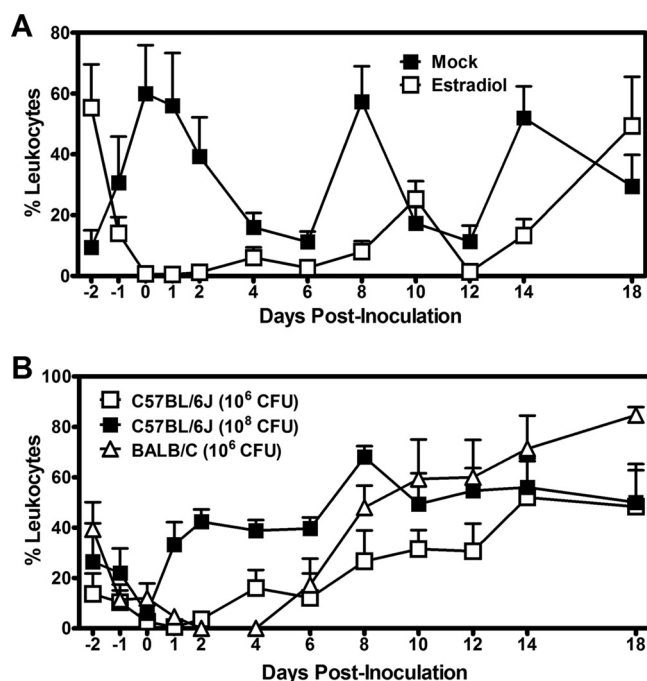 A
% Leukocytes
80
60
40
20
0
Mock
Estradiol
-2 -1 0 1 2 4 6 8 10 12 14 18
Days Post-Inoculation
B
% Leukocytes
100
80
60
40
20
0
C57BL/6J (10⁶ CFU)
C57BL/6J (10⁸ CFU)
BALB/C (10⁶ CFU)
-2 -1 0 1 2 4 6 8 10 12 14 18
Days Post-Inoculation